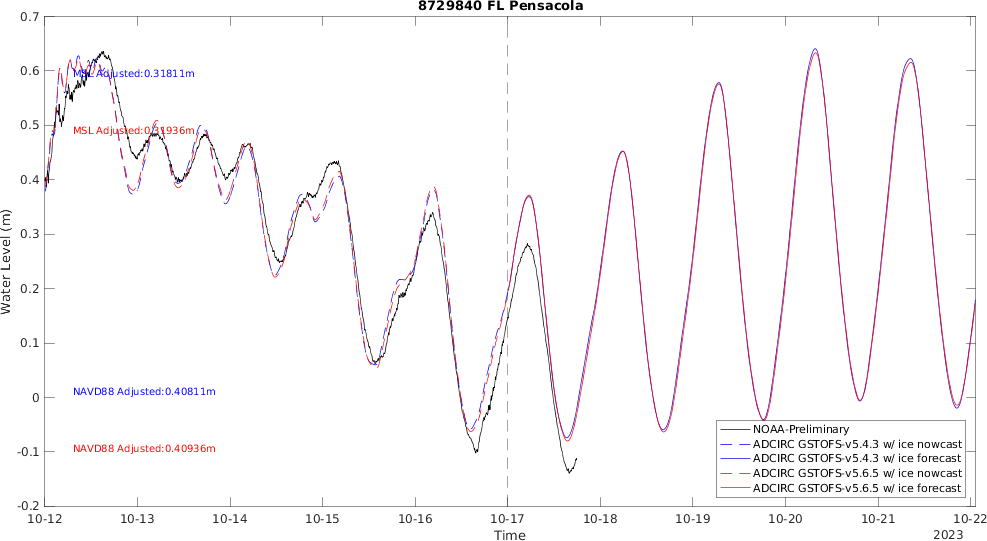 8729840 FL Pensacola
0.7
0.6
0.5
0.4
0.3
0.2
0.1
0
-0.1
-0.2
Water Level (m)
MSL Adjusted:0.31811m
MSL Adjusted:0.31936m
NAVD88 Adjusted:0.40811m
NAVD88 Adjusted:0.40936m
NOAA-Preliminary
ADCIRC GSTOFS-v5.4.3 w/ ice nowcast
ADCIRC GSTOFS-v5.4.3 w/ ice forecast
ADCIRC GSTOFS-v5.6.5 w/ ice nowcast
ADCIRC GSTOFS-v5.6.5 w/ ice forecast
10-12 10-13 10-14 10-15 10-16 10-17 10-18 10-19 10-20 10-21 10-22
Time
2023